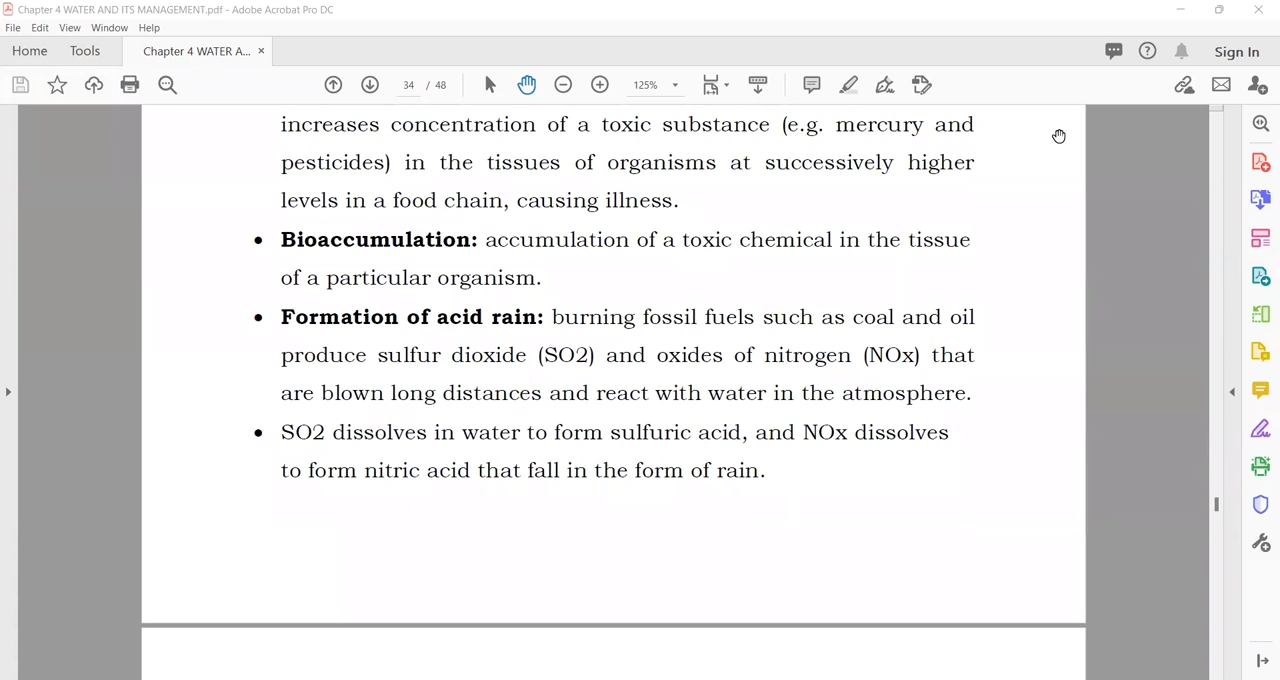 Chapter 4 WATER AND ITS MANAGEMENT.pdf - Adobe Acrobat Pro DC
File Edit View Window Help
Home Tools Chapter 4 WATER A... × Sign In
34 / 48 125%
increases concentration of a toxic substance (e.g. mercury and
pesticides) in the tissues of organisms at successively higher
levels in a food chain, causing illness.
• Bioaccumulation: accumulation of a toxic chemical in the tissue
of a particular organism.
• Formation of acid rain: burning fossil fuels such as coal and oil
produce sulfur dioxide (SO2) and oxides of nitrogen (NOx) that
are blown long distances and react with water in the atmosphere.
• SO2 dissolves in water to form sulfuric acid, and NOx dissolves
to form nitric acid that fall in the form of rain.